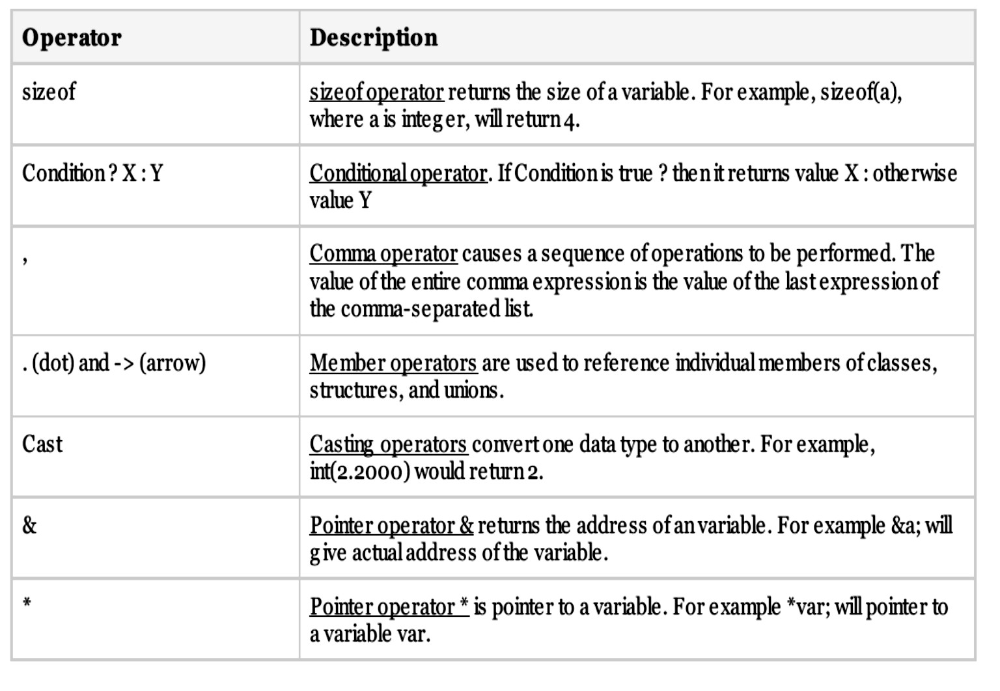 Operator Description
sizeof sizeof operator returns the size of a variable. For example, sizeof(a),
where a is integer, will return 4.
Condition ? X : Y Conditional operator. If Condition is true ? then it returns value X : otherwise
value Y
, Comma operator causes a sequence of operations to be performed. The
value of the entire comma expression is the value of the last expression of
the comma-separated list.
. (dot) and -> (arrow) Member operators are used to reference individual members of classes,
structures, and unions.
Cast Casting operators convert one data type to another. For example,
int(2.2000) would return 2.
& Pointer operator & returns the address of an variable. For example &a; will
give actual address of the variable.
* Pointer operator * is pointer to a variable. For example *var; will pointer to
a variable var.